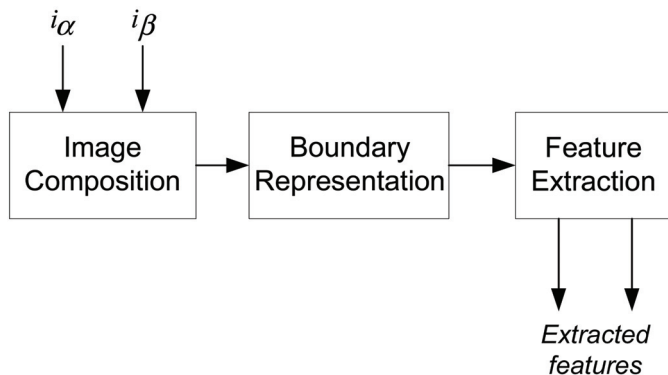 iα iβ
Image
Composition
Boundary
Representation
Feature
Extraction
Extracted
features